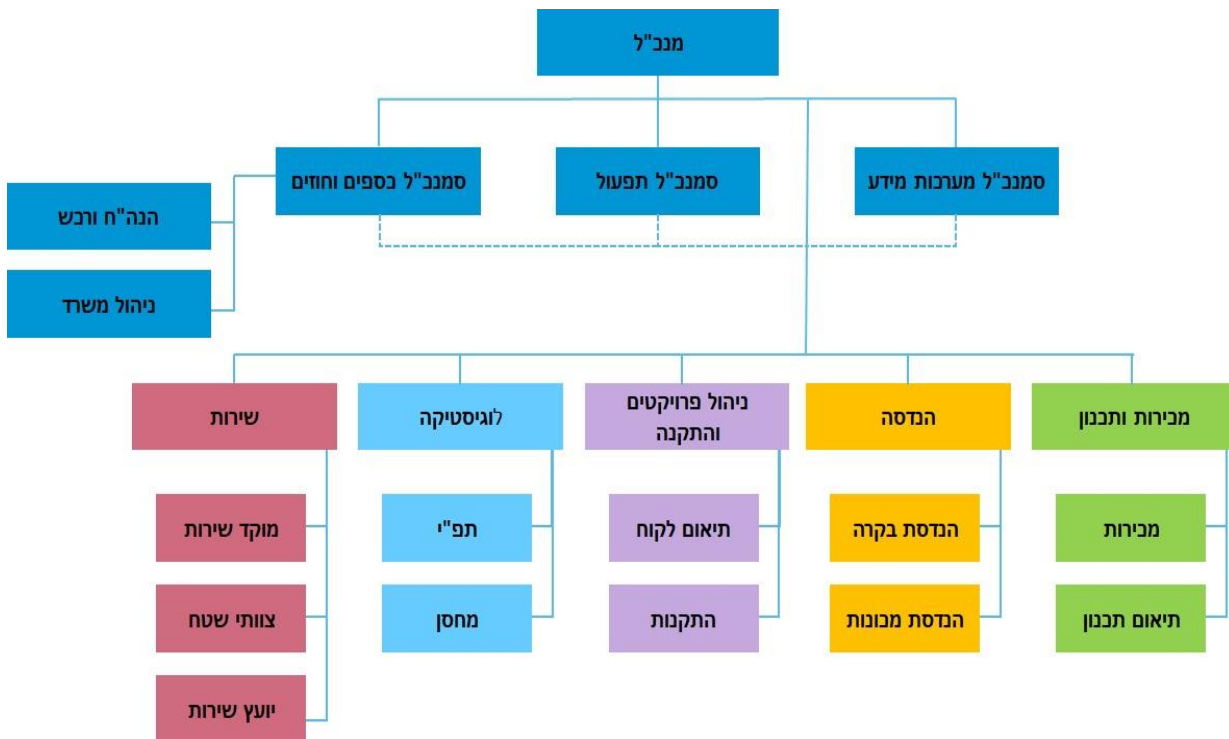 מנכ"ל
סמנכ"ל מערכות מידע
סמנכ"ל תפעול
סמנכ"ל כספים וחוזים
הנה"ח ורכש
ניהול משרד
מכירות ותכנון
הנדסה
ניהול פרויקטים
והתקנה
לוגיסטיקה
שירות
מכירות
הנדסת בקרה
תיאום לקוח
תפ"י
מוקד שירות
תיאום תכנון
הנדסת מכונות
התקנות
מחסן
צוותי שטח
יועץ שירות